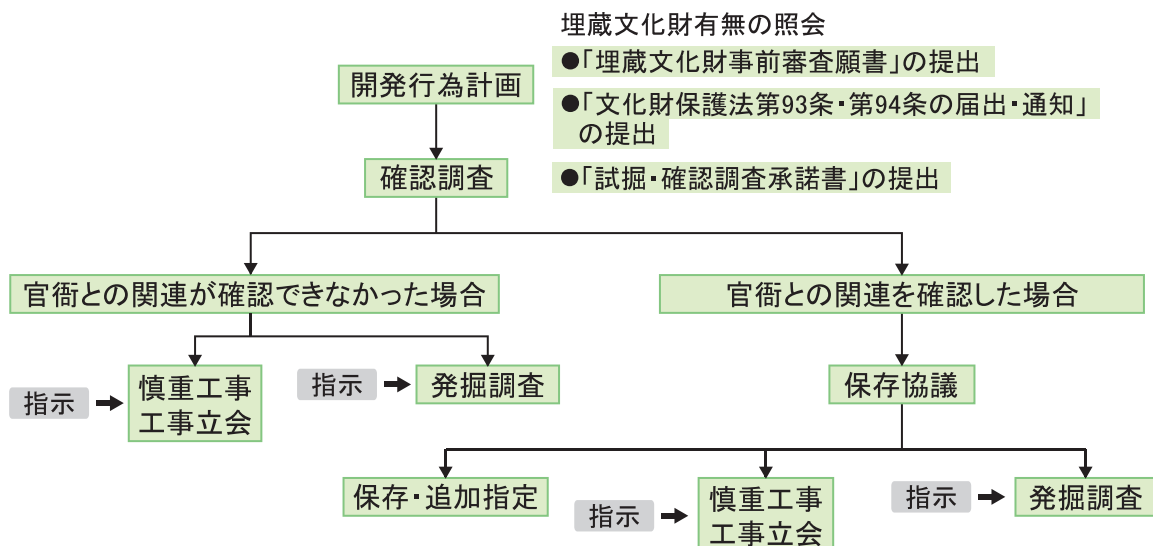 埋蔵文化財有無の照会
●「埋蔵文化財事前審査願書」の提出
開発行為計画
●「文化財保護法第93条・第94条の届出・通知」
の提出
確認調査
●「試掘・確認調査承諾書」の提出
官衙との関連が確認できなかった場合
官衙との関連を確認した場合
指示
慎重工事
工事立会
指示
発掘調査
保存協議
保存・追加指定
指示
慎重工事
工事立会
指示
発掘調査